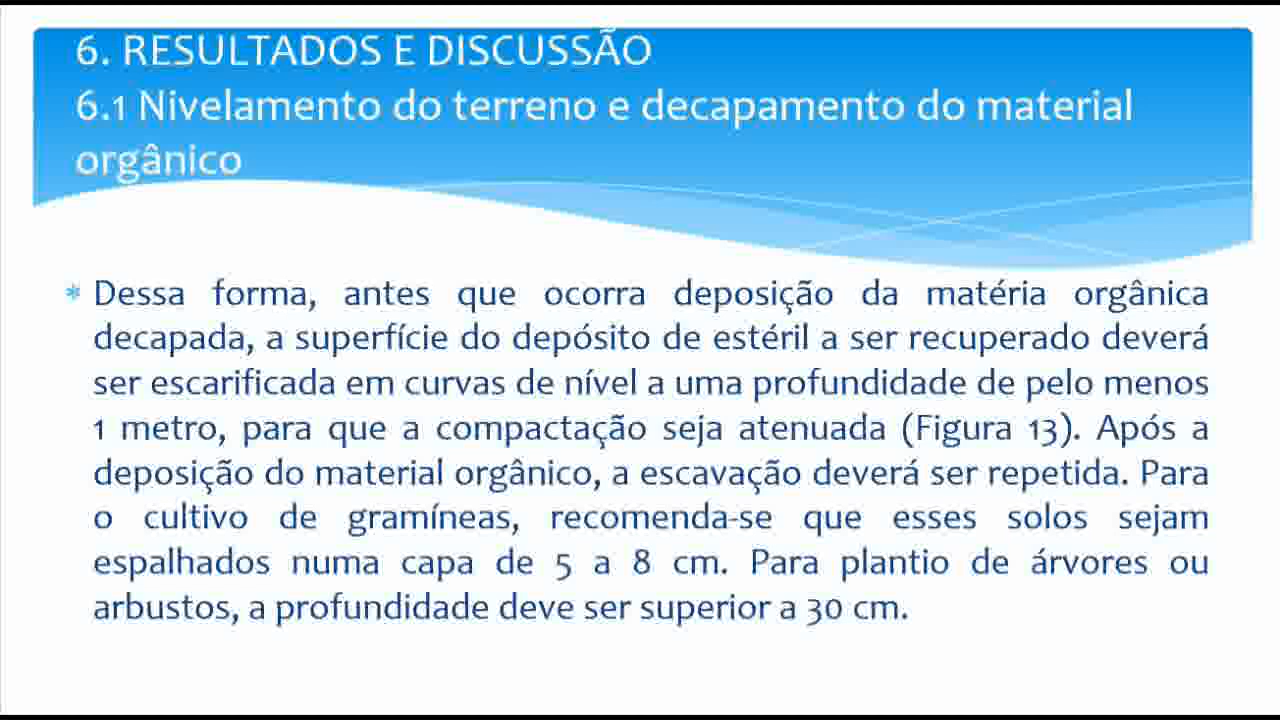 6. RESULTADOS E DISCUSSÃO
6.1 Nivelamento do terreno e decapamento do material
orgânico
Dessa forma, antes que ocorra deposição da matéria orgânica
decapada, a superfície do depósito de estéril a ser recuperado deverá
ser escarificada em curvas de nível a uma profundidade de pelo menos
1 metro, para que a compactação seja atenuada (Figura 13). Após a
deposição do material orgânico, a escavação deverá ser repetida. Para
o cultivo de gramíneas, recomenda-se que esses solos sejam
espalhados numa capa de 5 a 8 cm. Para plantio de árvores ou
arbustos, a profundidade deve ser superior a 30 cm.